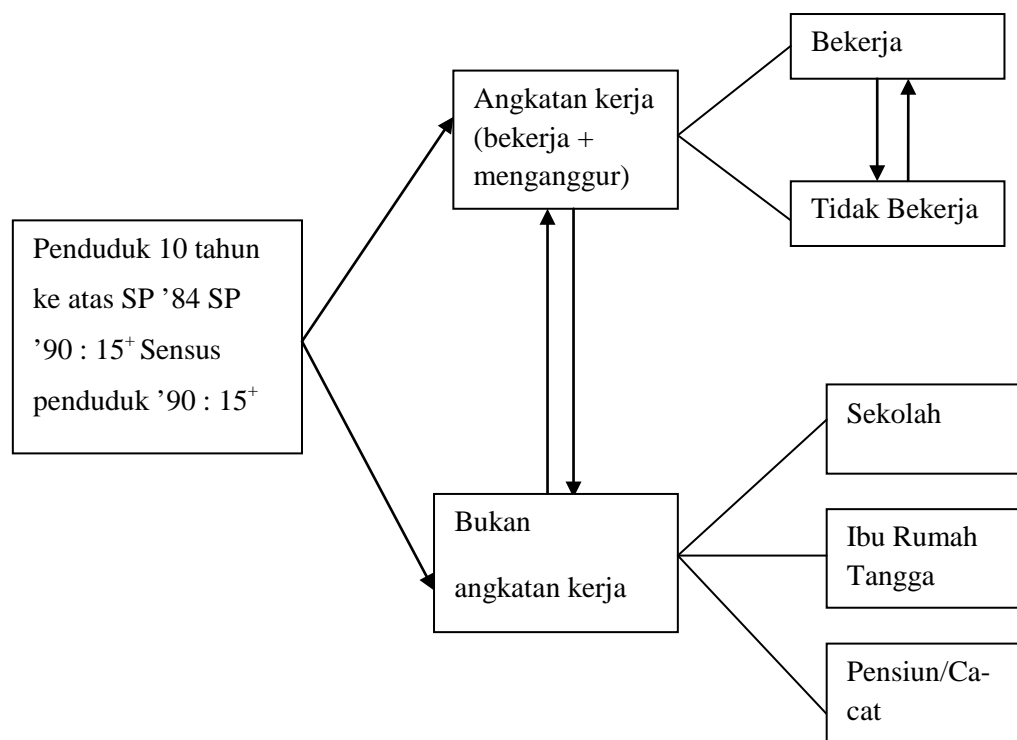 Bekerja
Angkatan kerja
(bekerja +
menganggur)
Tidak Bekerja
Penduduk 10 tahun
ke atas SP ’84 SP
’90 : 15⁺ Sensus
penduduk ’90 : 15⁺
Sekolah
Bukan
angkatan kerja
Ibu Rumah
Tangga
Pensiun/Ca-
cat